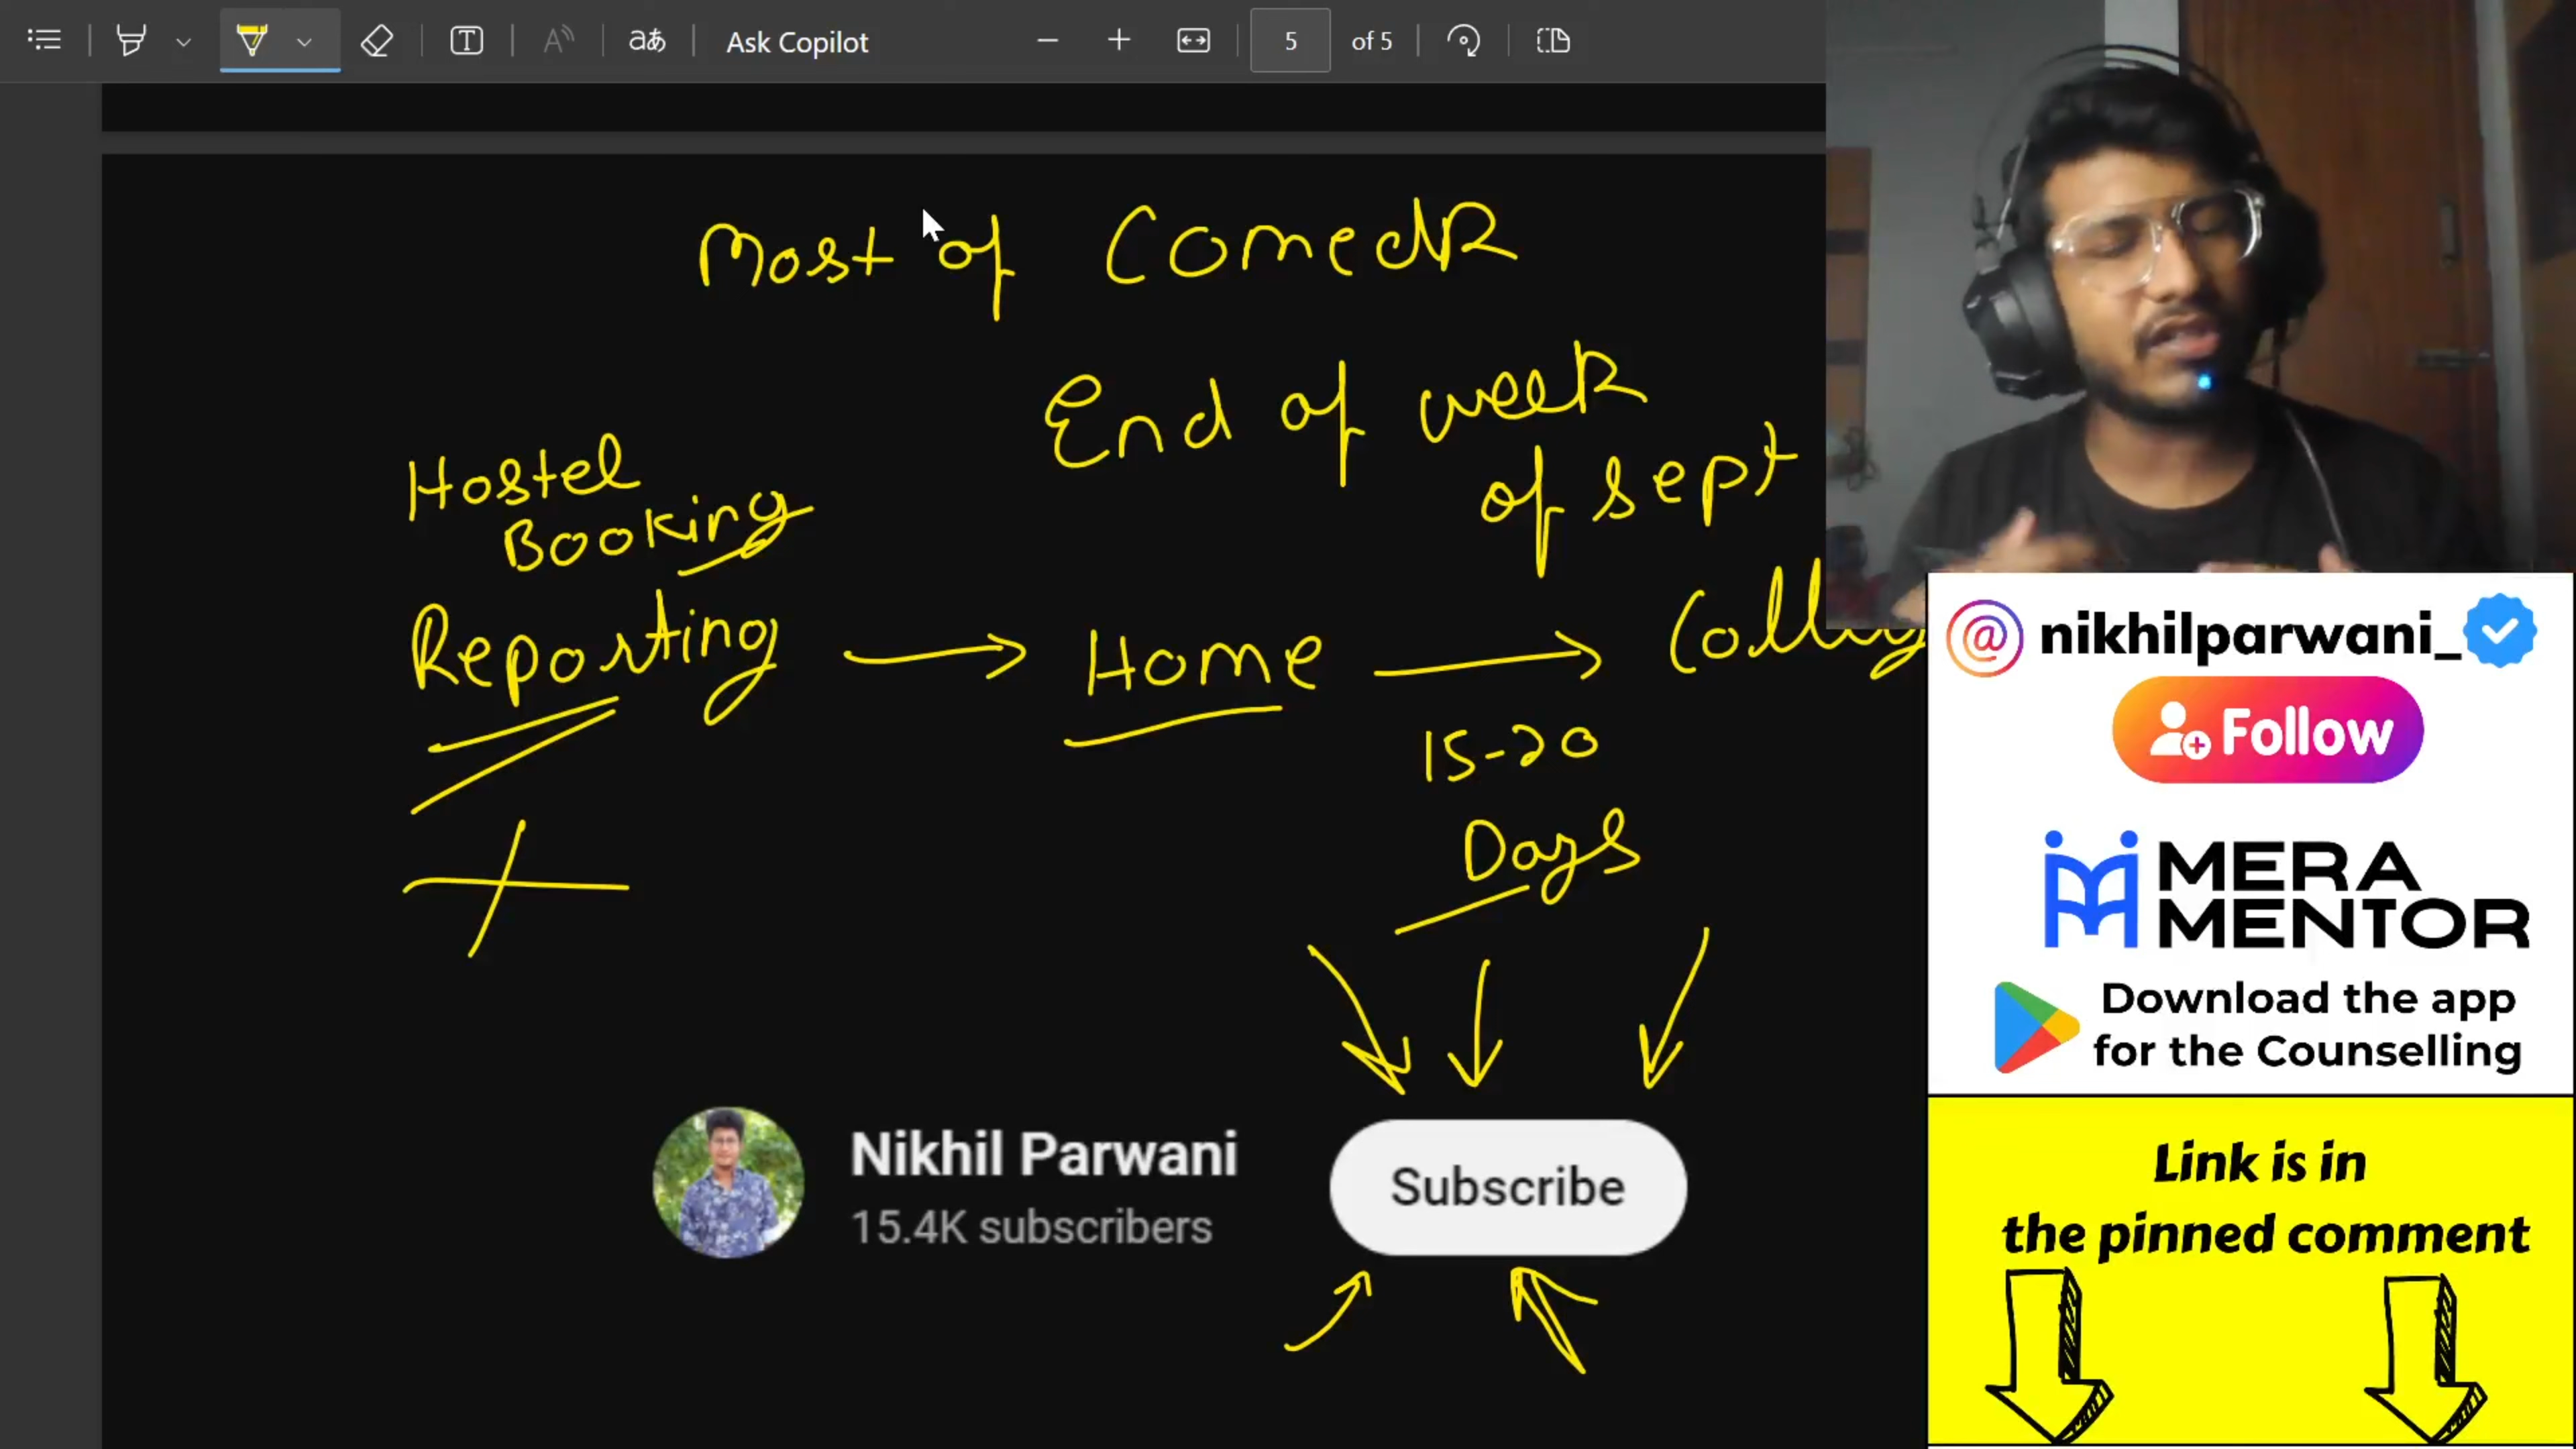 aあ
Ask Copilot
5 of 5
Most of ComedK
End of week
of sept
Hostel
Booking
Reporting → Home →
15-20
Days
@ nikhilparwani_
Follow
MERA
MENTOR
Download the app
for the Counselling
Nikhil Parwani
15.4K subscribers
Subscribe
Link is in
the pinned comment